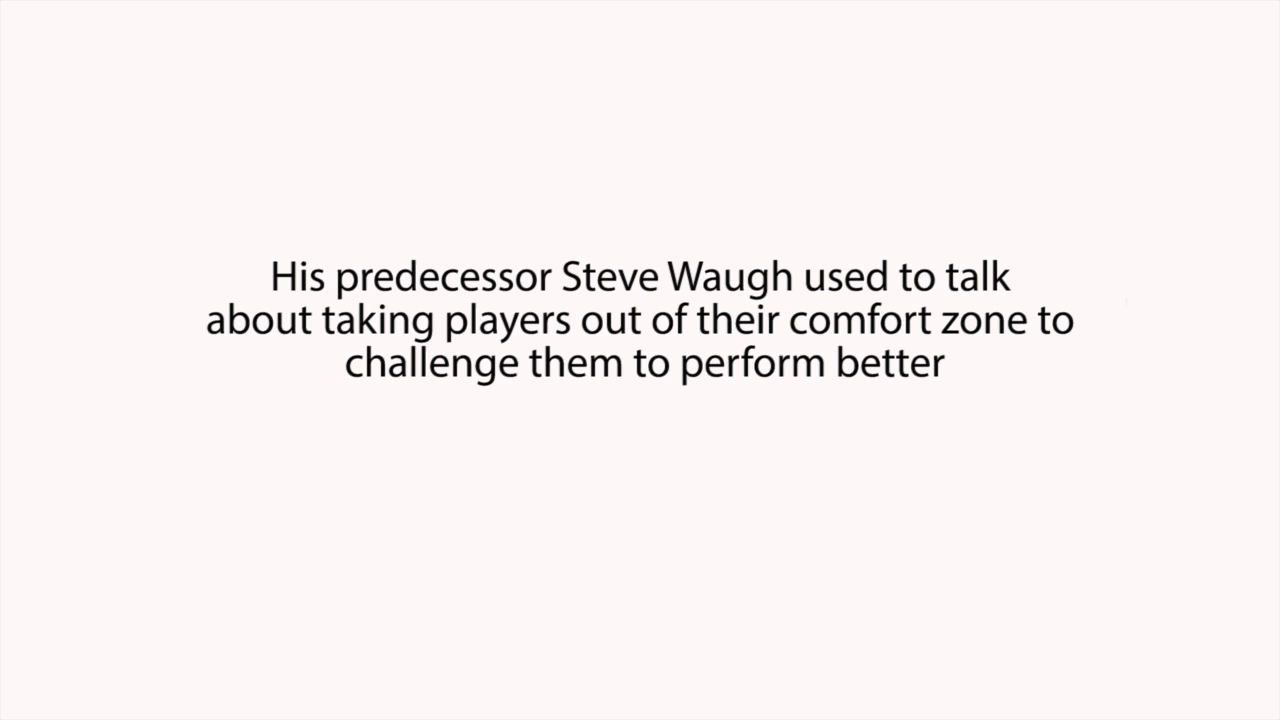 His predecessor Steve Waugh used to talk
about taking players out of their comfort zone to
challenge them to perform better